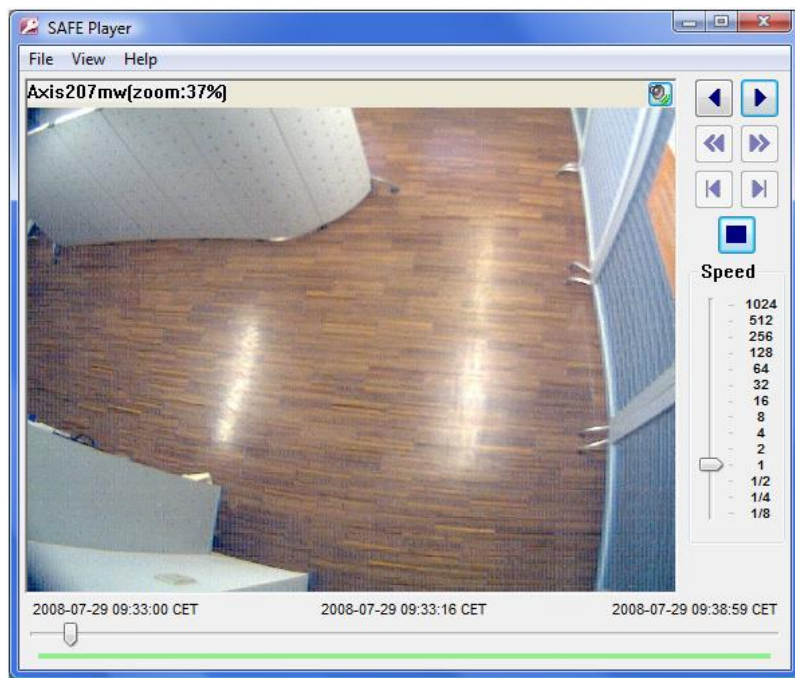 SAFE Player
File View Help
Axis207mw(zoom:37%)
Speed
1024
512
256
128
64
32
16
8
4
2
1
1/2
1/4
1/8
2008-07-29 09:33:00 CET 2008-07-29 09:33:16 CET 2008-07-29 09:38:59 CET